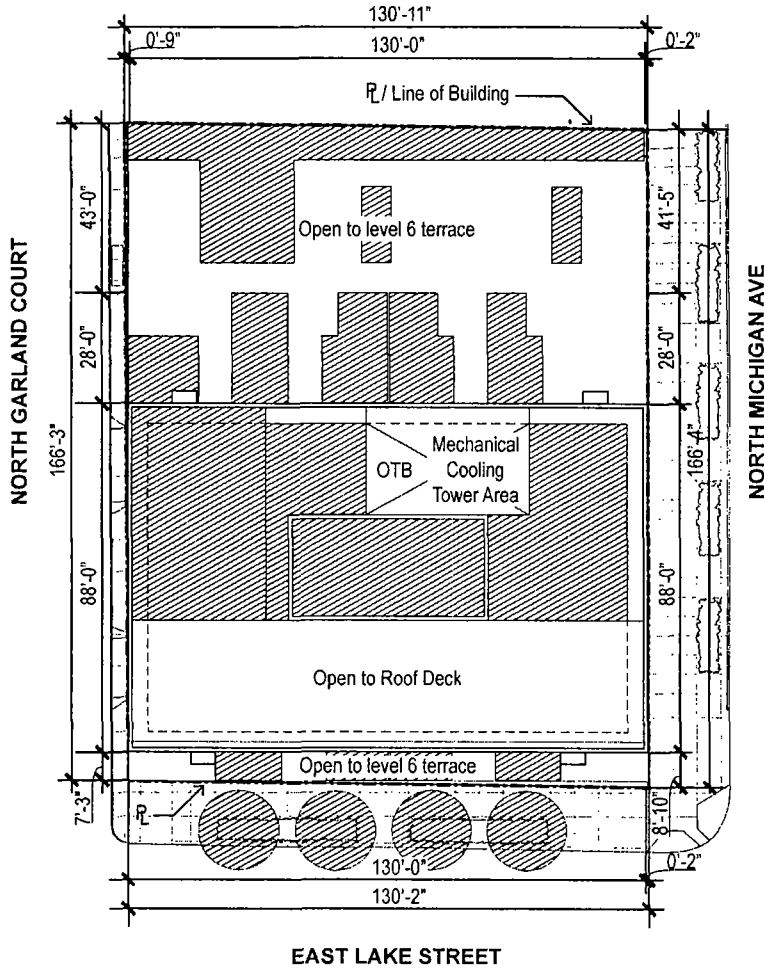 130'-11"
0'-9"
130'-0"
0'-2"
PL / Line of Building
43'-0"
41'-5"
Open to level 6 terrace
NORTH GARLAND COURT
NORTH MICHIGAN AVE
28'-0"
28'-0"
166'-3"
166'-4"
Mechanical
OTB
Cooling
Tower Area
88'-0"
88'-0"
Open to Roof Deck
Open to level 6 terrace
7'-3"
PL
8'-10"
130'-0"
0'-2"
130'-2"
EAST LAKE STREET